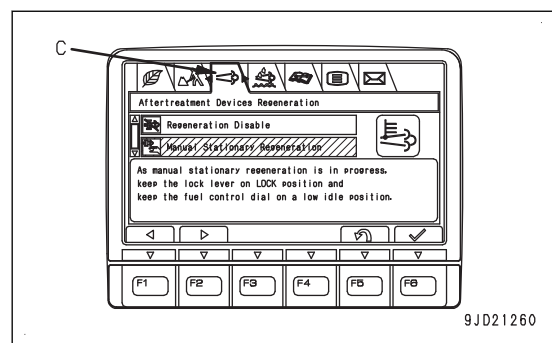 C
Aftertreatment Devices Regeneration
Regeneration Disable
Manual Stationary Regeneration
As manual stationary regeneration is in progress,
keep the lock lever on LOCK position and
keep the fuel control dial on a low idle position.
F1 F2 F3 F4 F5 F6
9JD21260